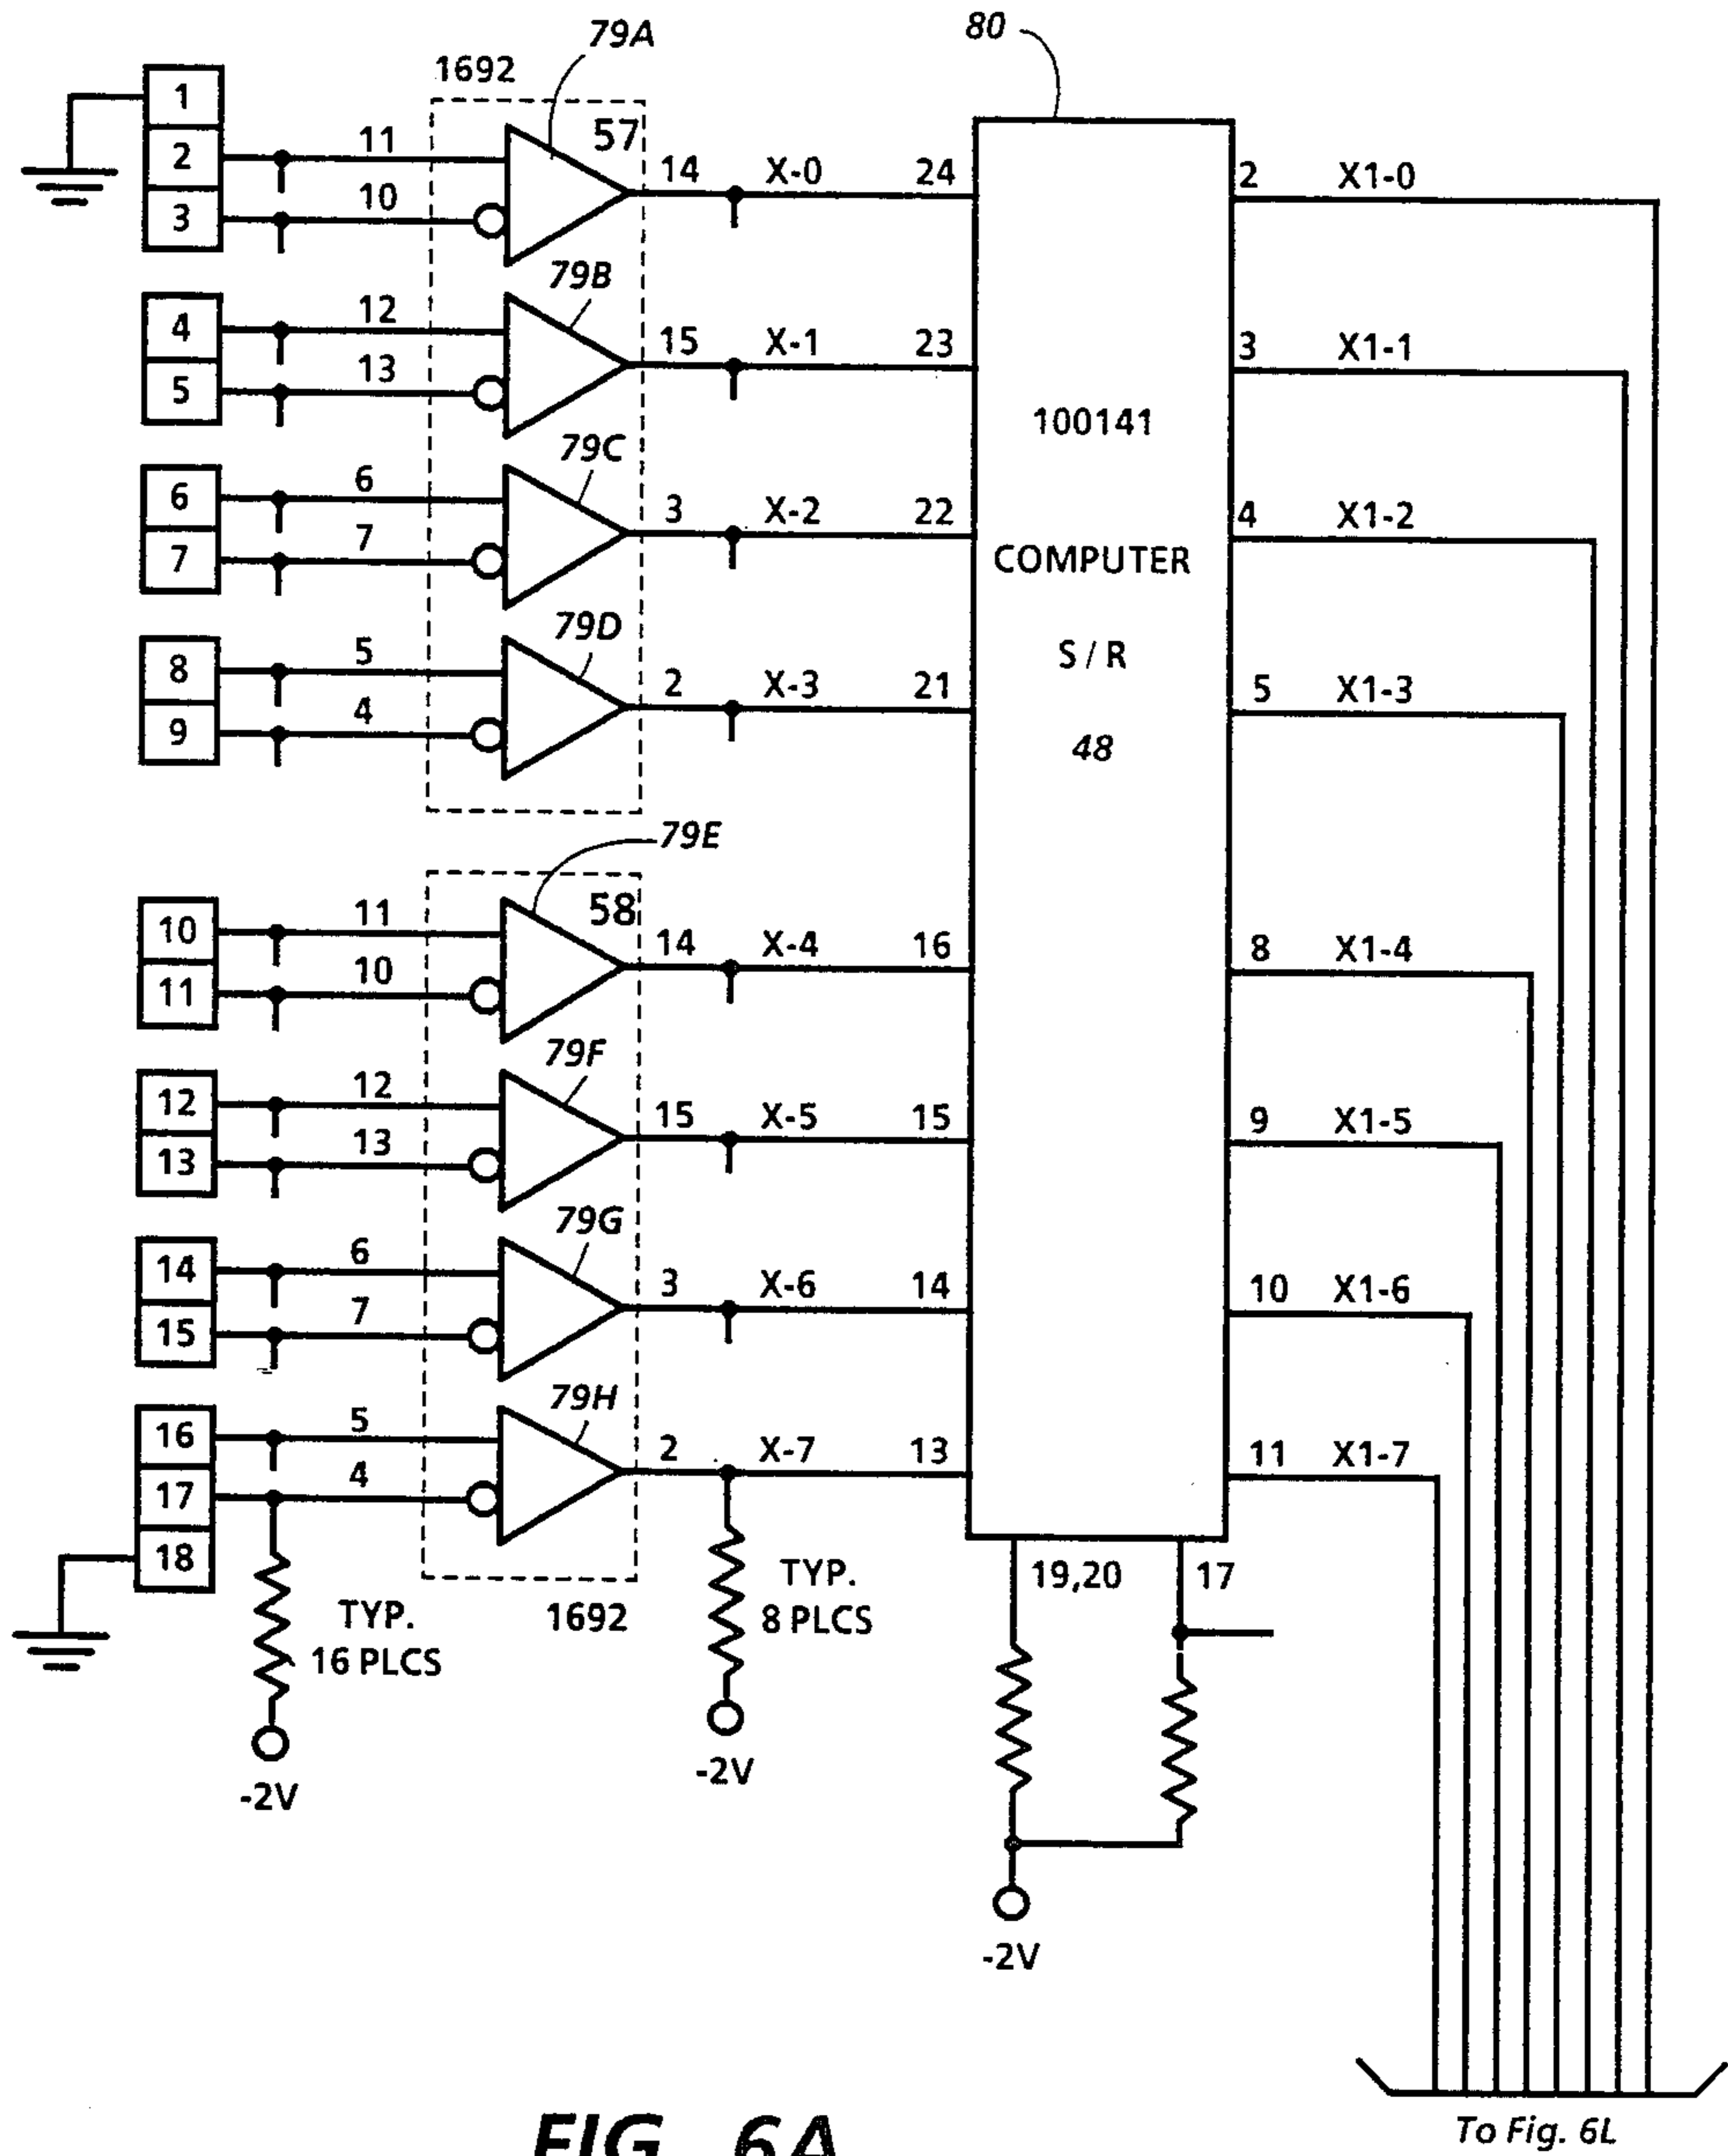 79A
80
1692
1
57
2
11
14 X-0 24
2 X1-0
3
10
79B
4
12
15 X-1 23
3 X1-1
5
13
100141
79C
6
6
3 X-2 22
4 X1-2
7
7
COMPUTER
79D
8
5
2 X-3 21
S / R
5 X1-3
9
4
48
79E
58
10
11
14 X-4 16
8 X1-4
11
10
79F
12
12
15 X-5 15
9 X1-5
13
13
79G
14
6
3 X-6 14
10 X1-6
15
7
79H
16
5
2 X-7 13
11 X1-7
17
4
18
19,20
17
TYP.
8 PLCS
TYP.
16 PLCS
1692
-2V
-2V
-2V
FIG. 6A
To Fig. 6L